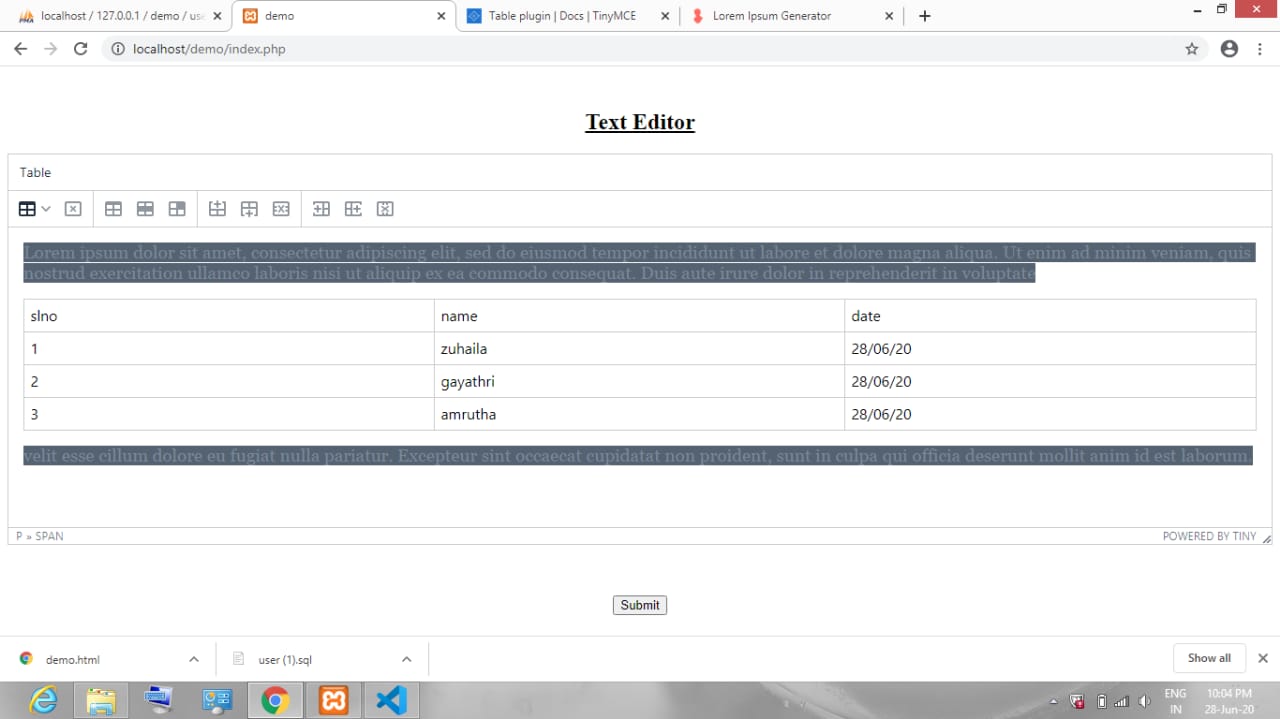 localhost / 127.0.0.1 / demo / use
demo
Table plugin | Docs | TinyMCE
Lorem Ipsum Generator
localhost/demo/index.php
Text Editor
Table
Lorem ipsum dolor sit amet, consectetur adipiscing elit, sed do eiusmod tempor incididunt ut labore et dolore magna aliqua. Ut enim ad minim veniam, quis
nostrud exercitation ullamco laboris nisi ut aliquip ex ea commodo consequat. Duis aute irure dolor in reprehenderit in voluptate
slno name date
1 zuhaila 28/06/20
2 gayathri 28/06/20
3 amrutha 28/06/20
velit esse cillum dolore eu fugiat nulla pariatur. Excepteur sint occaecat cupidatat non proident, sunt in culpa qui officia deserunt mollit anim id est laborum.
P » SPAN
POWERED BY TINY
Submit
demo.html
user (1).sql
Show all
ENG 10:04 PM
IN 28-Jun-20